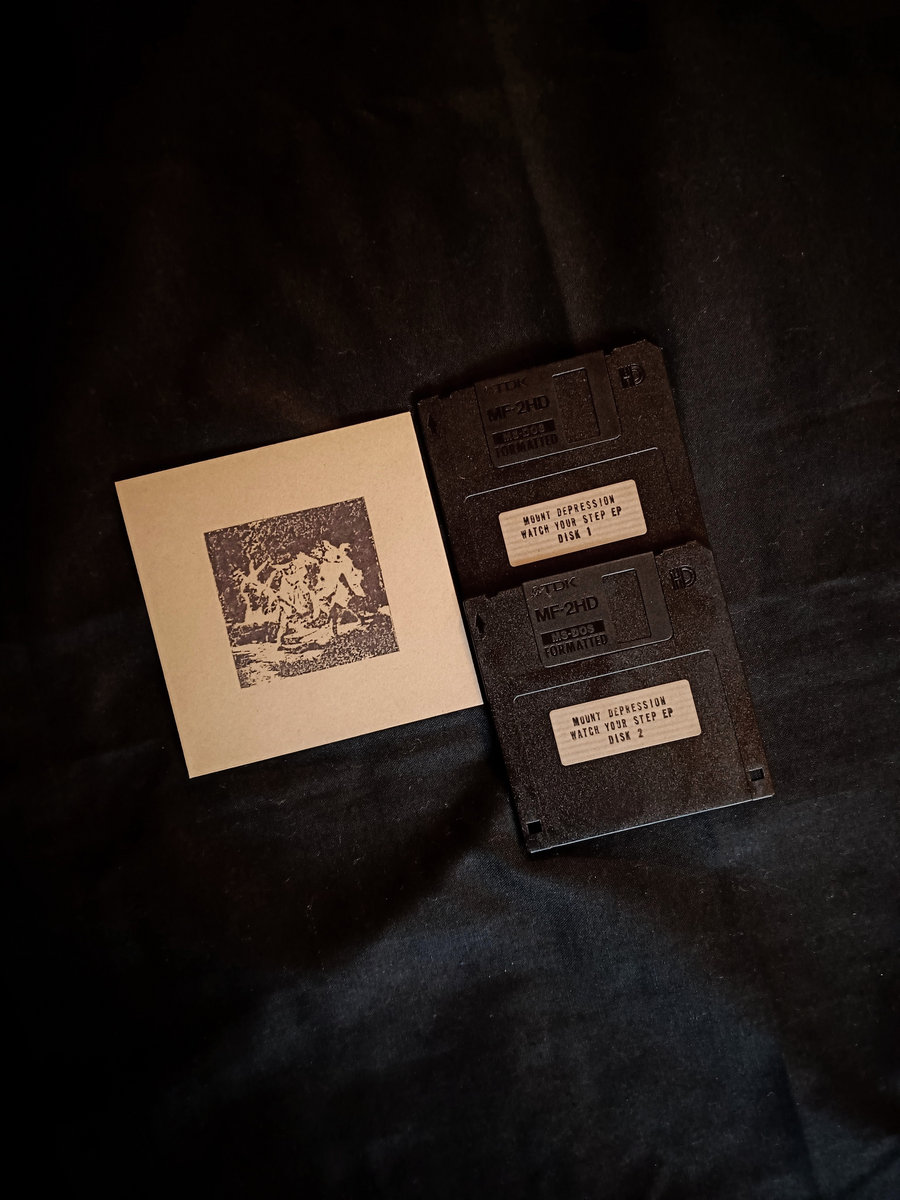 TDK
MF-2HD
MS-DOS
FORMATTED
HD
MOUNT DEPRESSION
WATCH YOUR STEP EP
DISK 1
TDK
MF-2HD
MS-DOS
FORMATTED
HD
MOUNT DEPRESSION
WATCH YOUR STEP EP
DISK 2